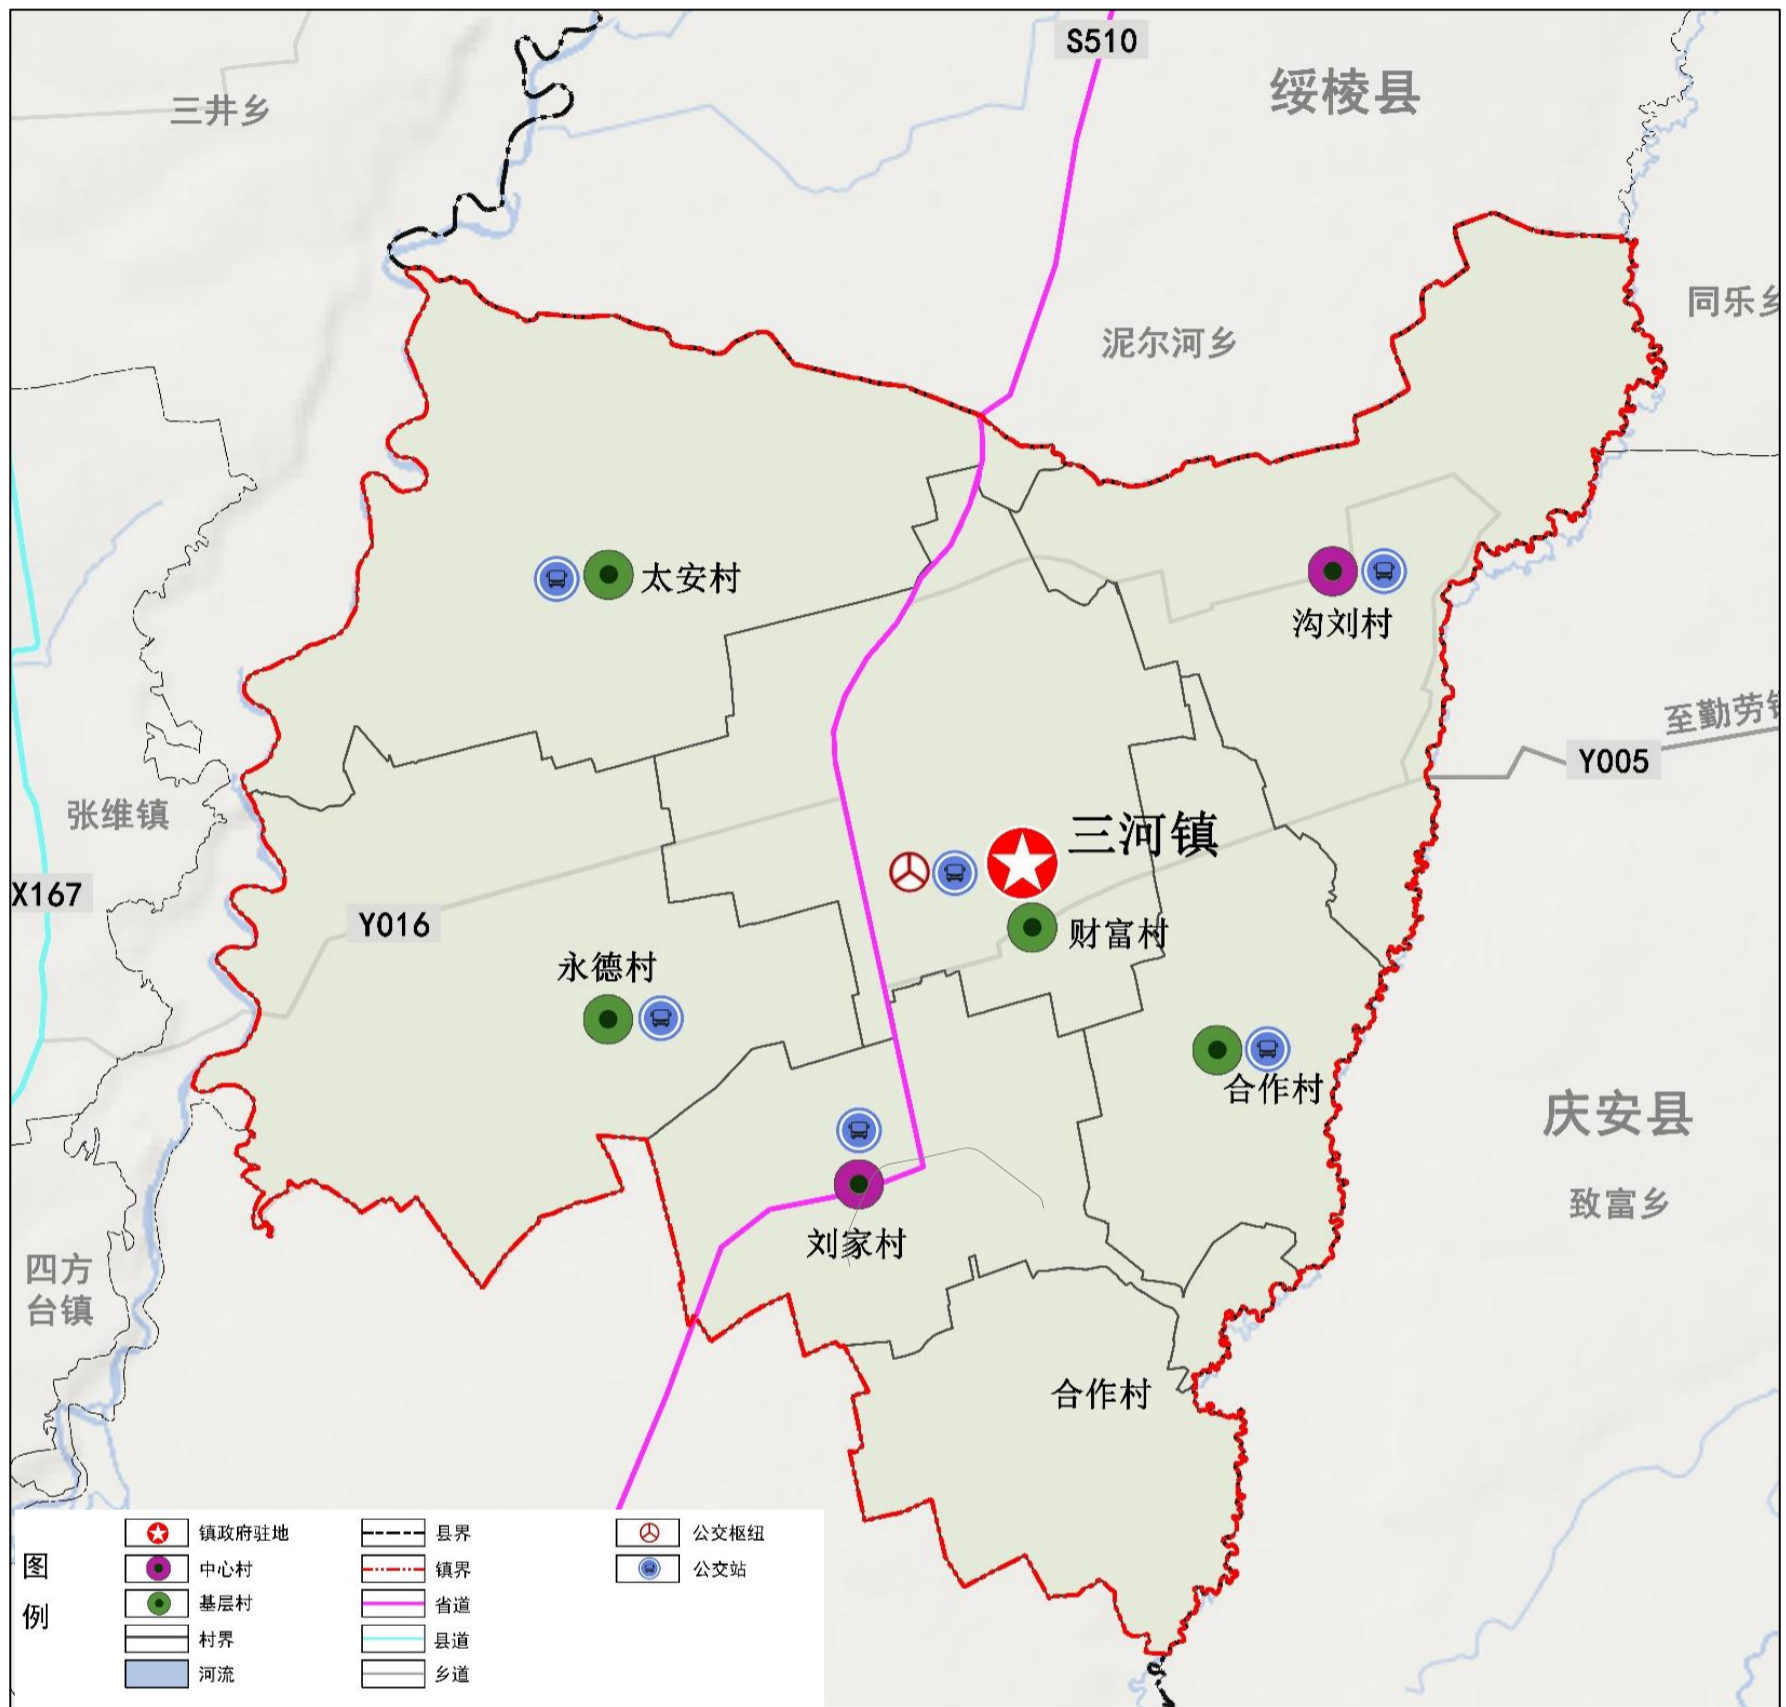 S510
绥棱县
三井乡
同乐乡
泥尔河乡
太安村
沟刘村
至勤劳镇
Y005
张维镇
三河镇
X167
Y016
财富村
永德村
合作村
庆安县
致富乡
刘家村
四方
台镇
合作村
图
例
镇政府驻地
中心村
基层村
村界
河流
县界
镇界
省道
县道
乡道
公交枢纽
公交站